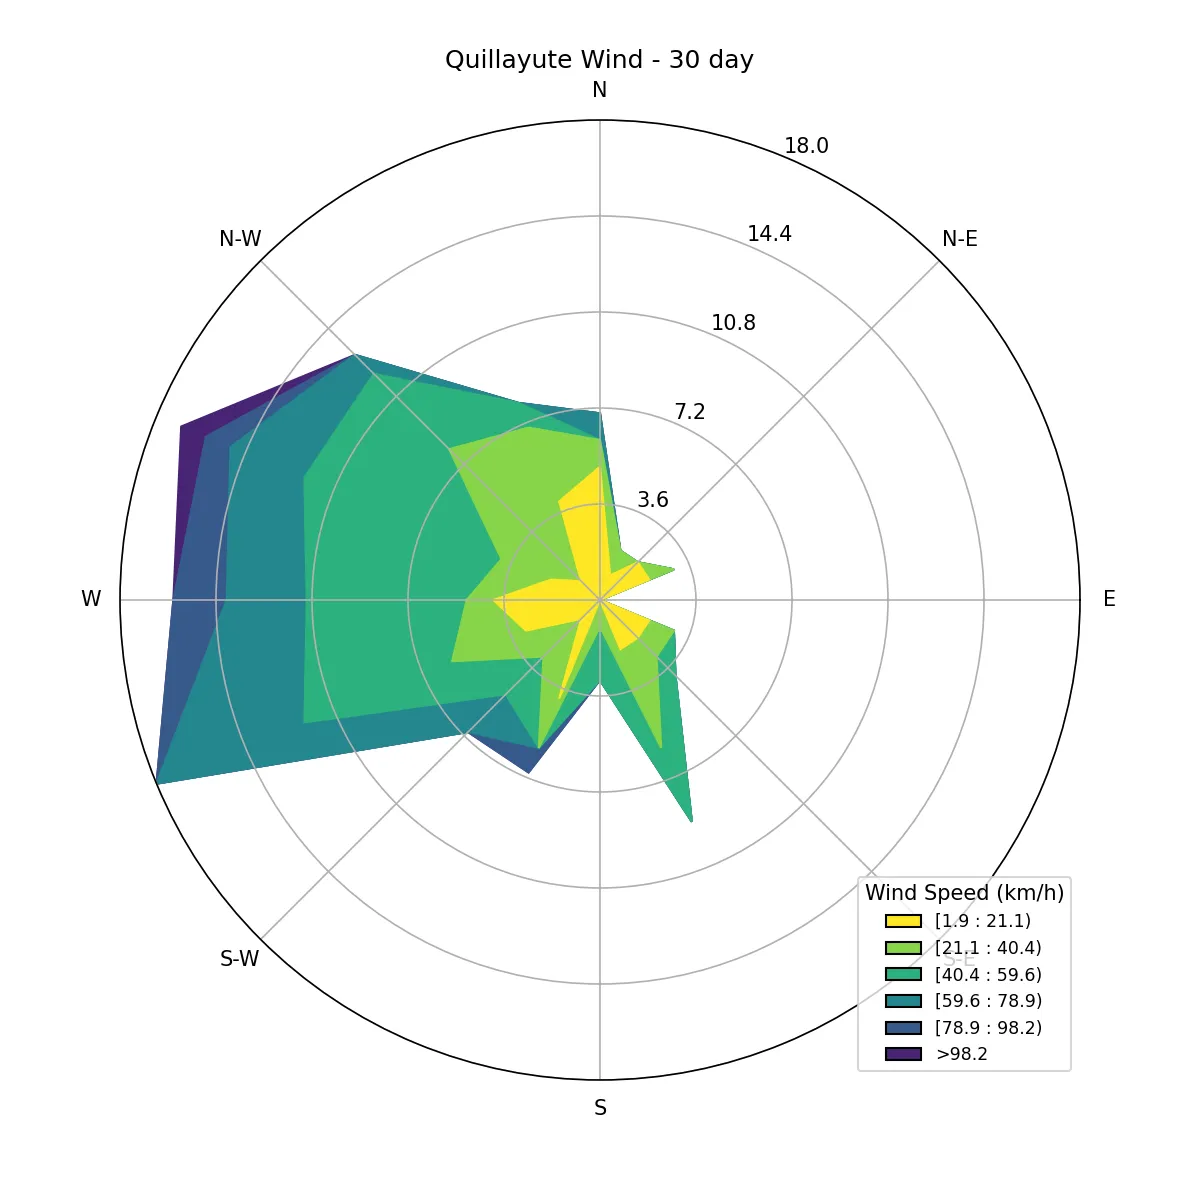 Quillayute Wind - 30 day
N
18.0
N-W
14.4
N-E
10.8
7.2
3.6
W
E
S-W
S-E
S
Wind Speed (km/h)
[1.9 : 21.1)
[21.1 : 40.4)
[40.4 : 59.6)
[59.6 : 78.9)
[78.9 : 98.2)
>98.2